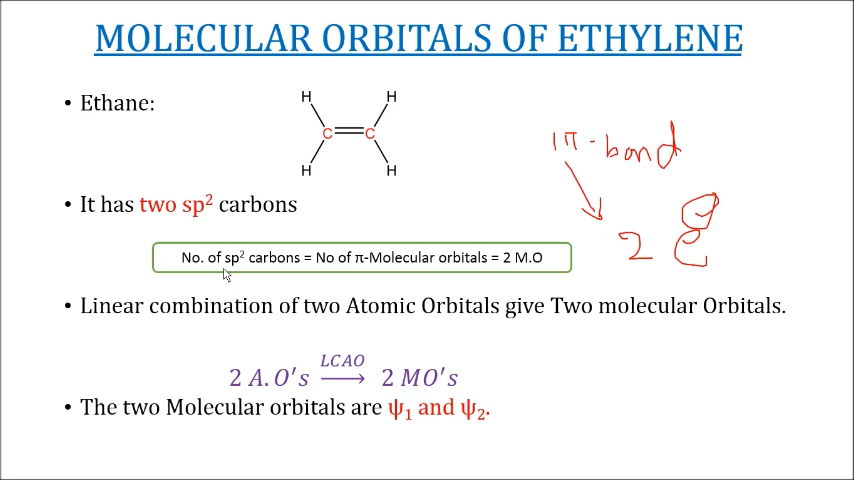 MOLECULAR ORBITALS OF ETHYLENE
• Ethane:
H H
C C
H H
1π-bond
• It has two sp² carbons
2 e⊖
No. of sp² carbons = No of π-Molecular orbitals = 2 M.O
• Linear combination of two Atomic Orbitals give Two molecular Orbitals.
2 A.O's \xrightarrow{LCAO} 2 MO's
• The two Molecular orbitals are ψ₁ and ψ₂.